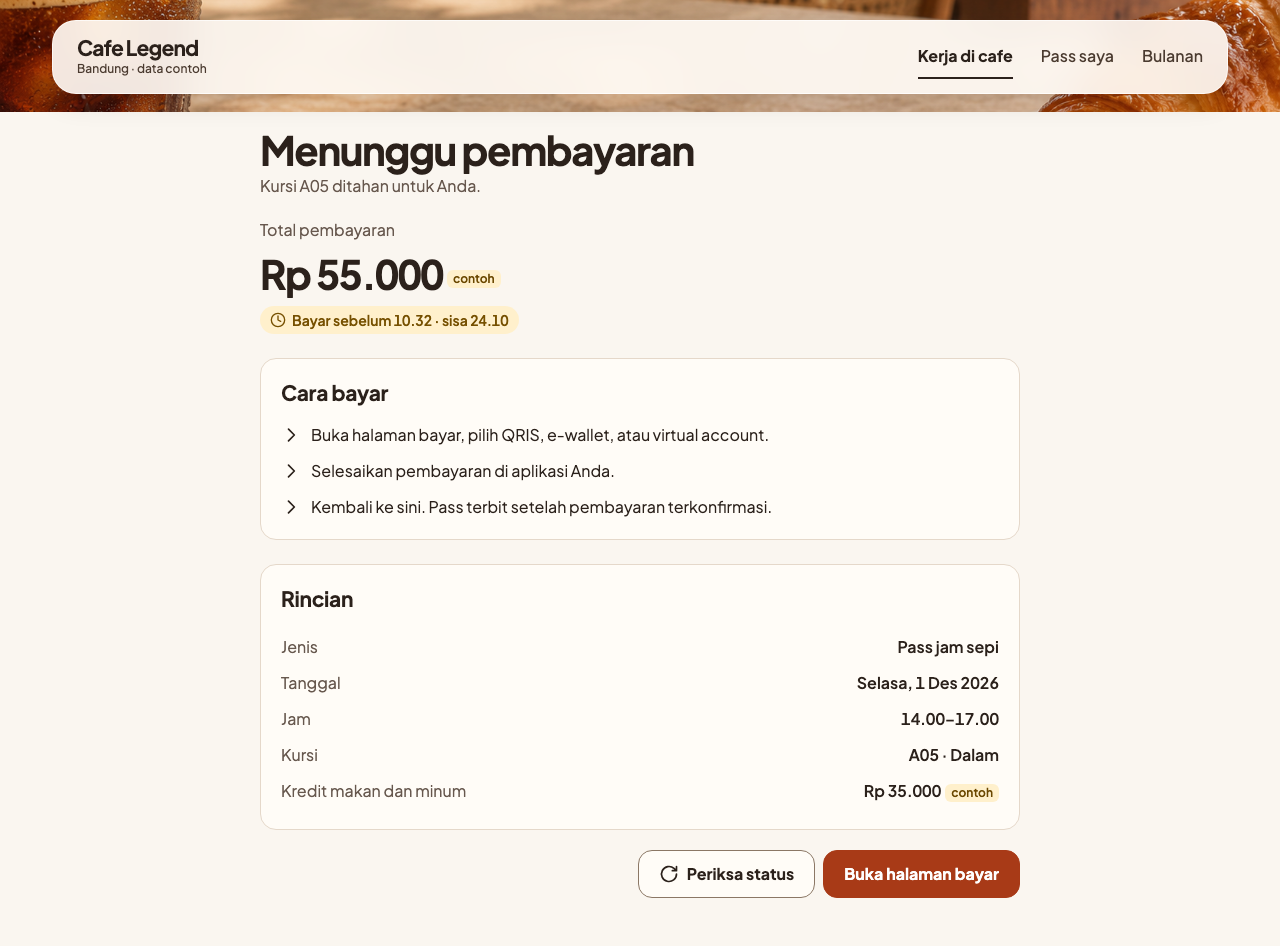 Cafe Legend
Bandung · data contoh
Kerja di cafe
Pass saya
Bulanan
Menunggu pembayaran
Kursi A05 ditahan untuk Anda.
Total pembayaran
Rp 55.000 contoh
Bayar sebelum 10.32 · sisa 24.10
Cara bayar
Buka halaman bayar, pilih QRIS, e-wallet, atau virtual account.
Selesaikan pembayaran di aplikasi Anda.
Kembali ke sini. Pass terbit setelah pembayaran terkonfirmasi.
Rincian
Jenis Pass jam sepi
Tanggal Selasa, 1 Des 2026
Jam 14.00–17.00
Kursi A05 · Dalam
Kredit makan dan minum Rp 35.000 contoh
Periksa status
Buka halaman bayar